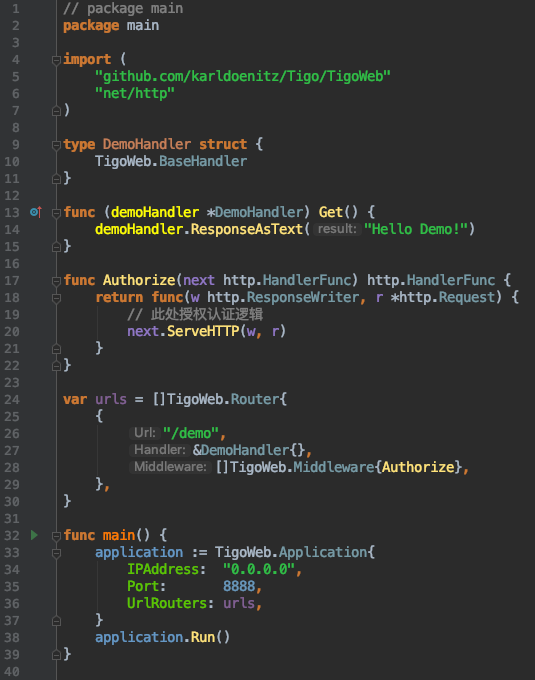 1 // package main
2 package main
3
4 import (
5     "github.com/karldoenitz/Tigo/TigoWeb"
6     "net/http"
7 )
8
9 type DemoHandler struct {
10     TigoWeb.BaseHandler
11 }
12
13 func (demoHandler *DemoHandler) Get() {
14     demoHandler.ResponseAsText( result: "Hello Demo!")
15 }
16
17 func Authorize(next http.HandlerFunc) http.HandlerFunc {
18     return func(w http.ResponseWriter, r *http.Request) {
19         // 此处授权认证逻辑
20         next.ServeHTTP(w, r)
21     }
22 }
23
24 var urls = []TigoWeb.Router{
25     {
26         Url: "/demo",
27         Handler: &DemoHandler{},
28         Middleware: []TigoWeb.Middleware{Authorize},
29     },
30 }
31
32 func main() {
33     application := TigoWeb.Application{
34         IPAddress:  "0.0.0.0",
35         Port:       8888,
36         UrlRouters: urls,
37     }
38     application.Run()
39 }
40